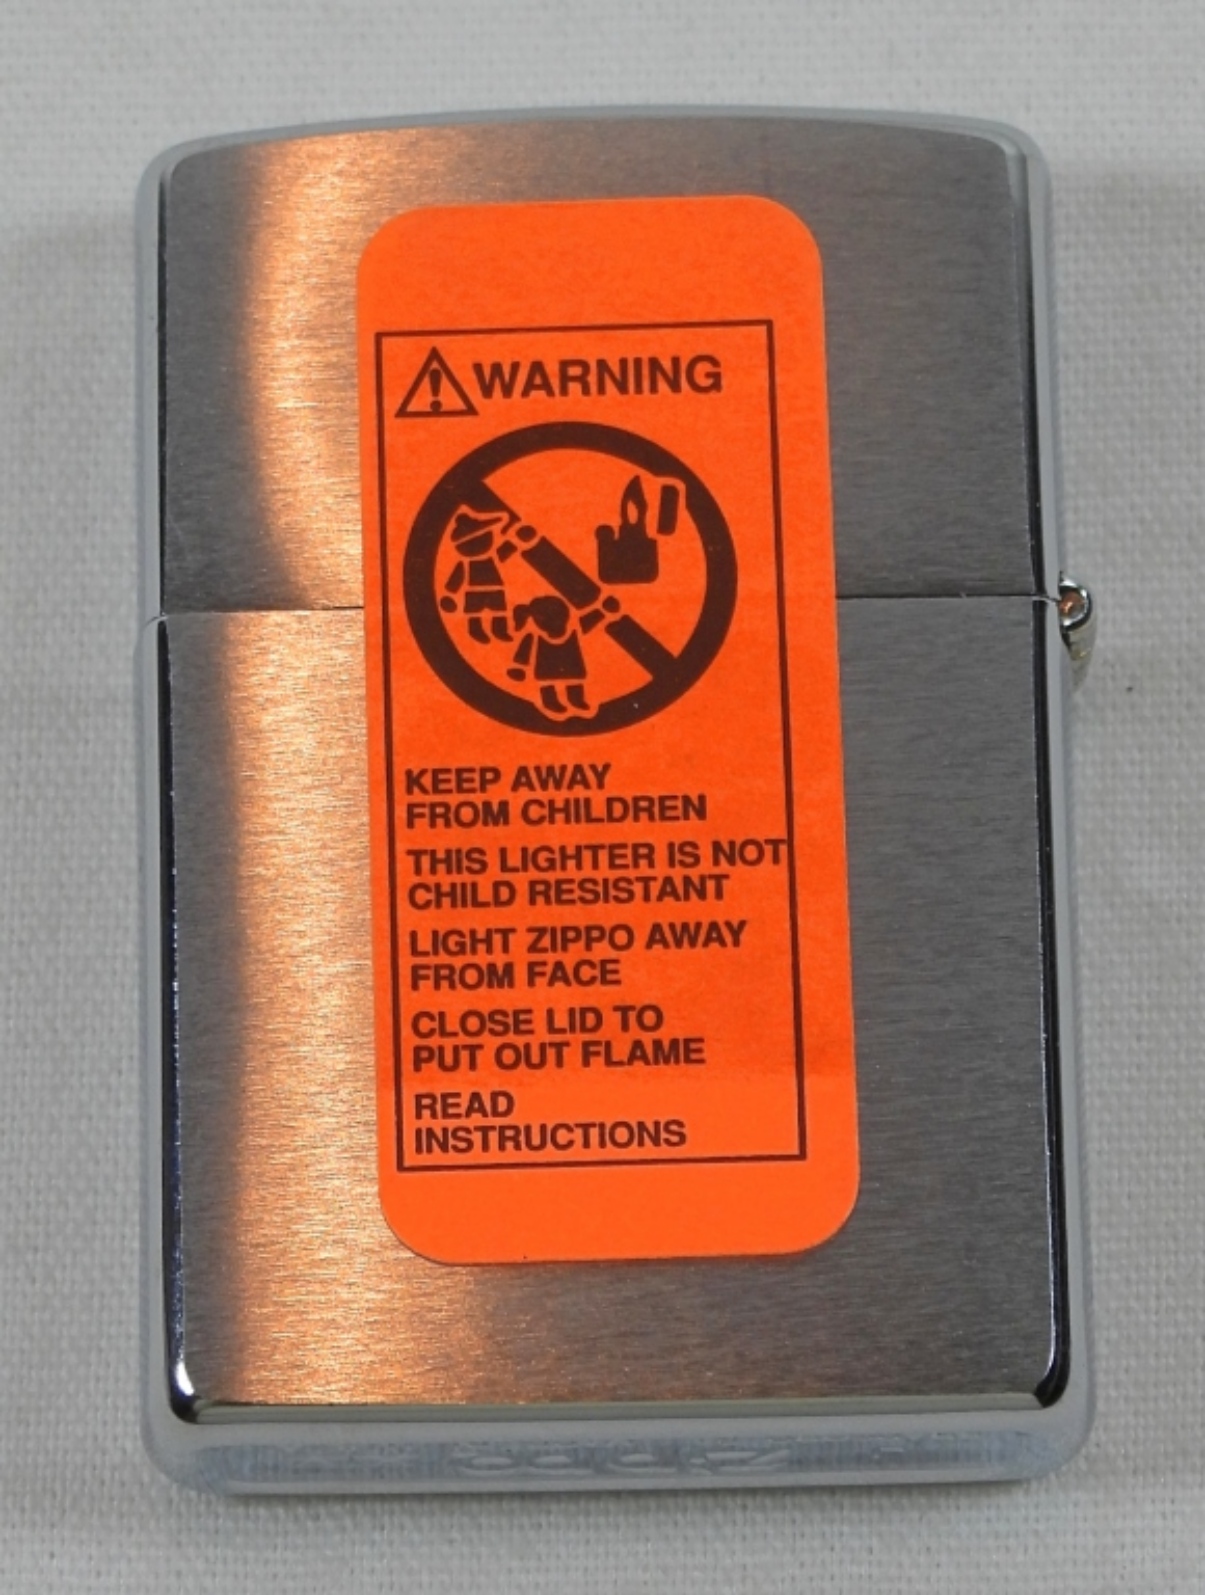 WARNING
KEEP AWAY
FROM CHILDREN
THIS LIGHTER IS NOT
CHILD RESISTANT
LIGHT ZIPPO AWAY
FROM FACE
CLOSE LID TO
PUT OUT FLAME
READ
INSTRUCTIONS
Zippo